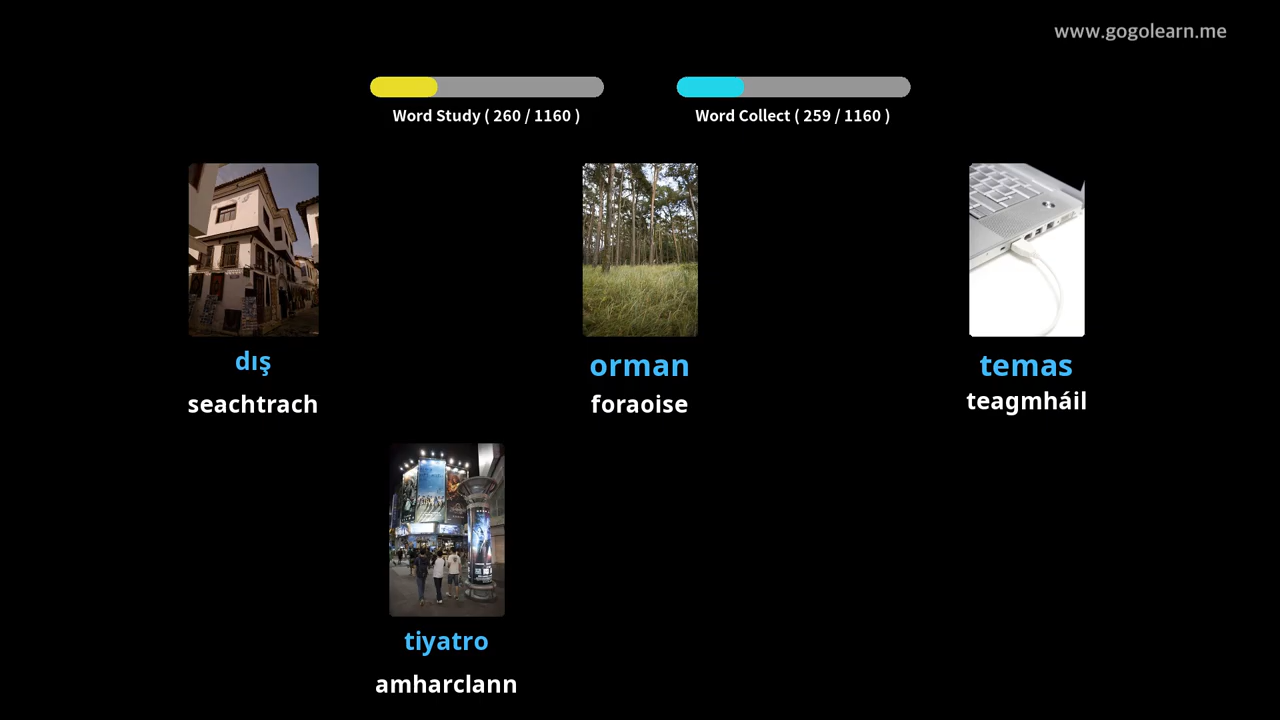 www.gogolearn.me
Word Study ( 260 / 1160 )
Word Collect ( 259 / 1160 )
dış
orman
temas
seachtrach
foraoise
teagmháil
tiyatro
amharclann